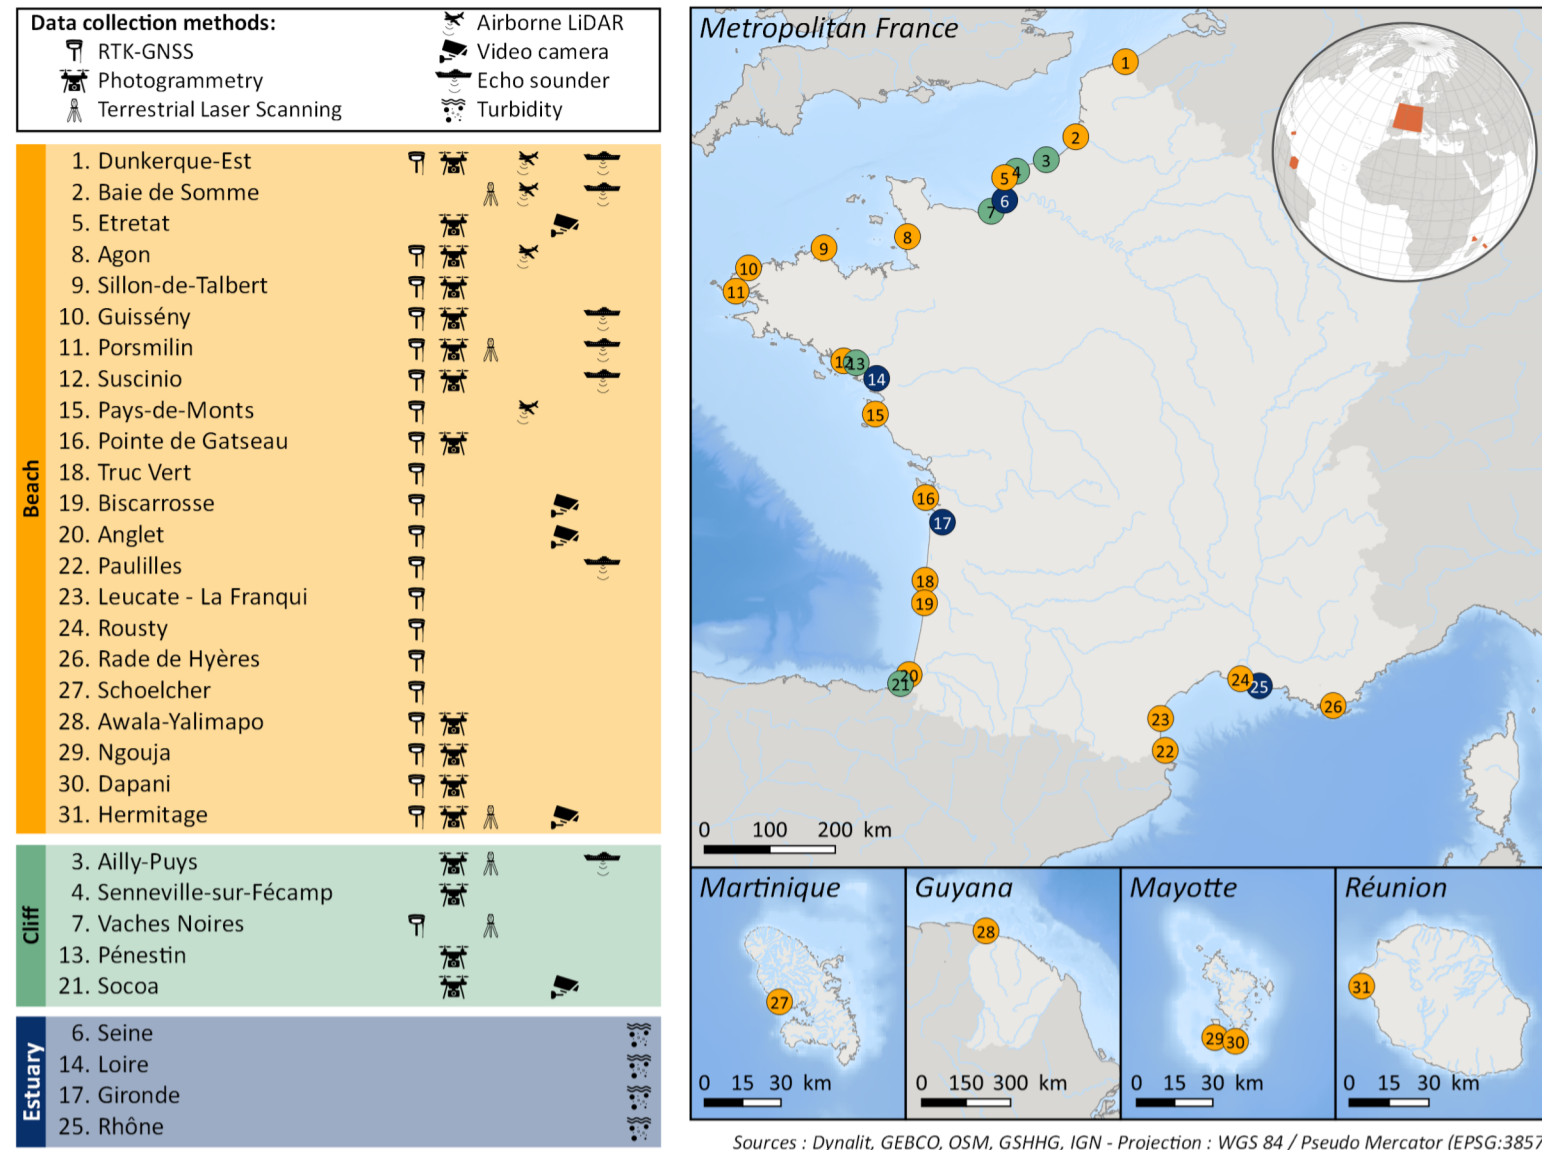 Data collection methods:
RTK-GNSS
Photogrammetry
Terrestrial Laser Scanning
Airborne LiDAR
Video camera
Echo sounder
Turbidity
Beach
1. Dunkerque-Est
2. Baie de Somme
5. Etretat
8. Agon
9. Sillon-de-Talbert
10. Guissény
11. Porsmilin
12. Suscinio
15. Pays-de-Monts
16. Pointe de Gatseau
18. Truc Vert
19. Biscarrosse
20. Anglet
22. Paulilles
23. Leucate - La Franqui
24. Rousty
26. Rade de Hyères
27. Schoelcher
28. Awala-Yalimapo
29. Ngouja
30. Dapani
31. Hermitage
Cliff
3. Ailly-Puys
4. Senneville-sur-Fécamp
7. Vaches Noires
13. Pénestin
21. Socoa
Estuary
6. Seine
14. Loire
17. Gironde
25. Rhône
Metropolitan France
1
2
3
4
5
6
7
8
9
10
11
12
13
14
15
16
17
18
19
20
21
24
25
26
23
22
0 100 200 km
Martinique
27
0 15 30 km
Guyana
28
0 150 300 km
Mayotte
29
30
0 15 30 km
Réunion
31
0 15 30 km
Sources : Dynalit, GEBCO, OSM, GSHHG, IGN - Projection : WGS 84 / Pseudo Mercator (EPSG:3857